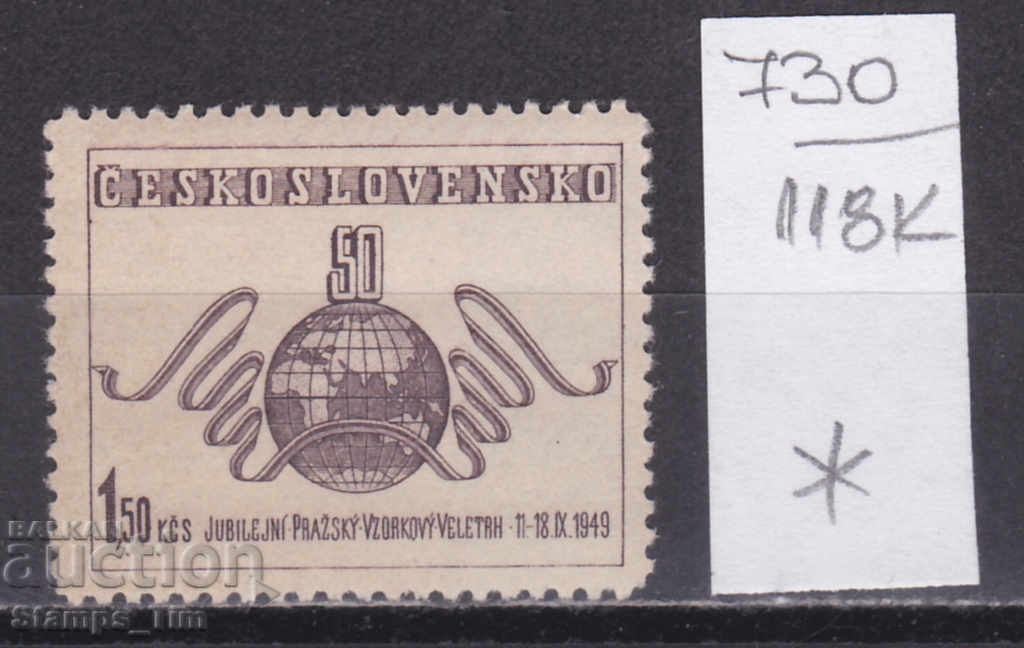 ČESKOSLOVENSKO
50
1,50 KČS JUBILEJNÍ·PRAŽSKÝ·VZORKOVÝ VELETRH·11-18.IX.1949
730
118K
*
BALKAN
auction
Stamps_Tim